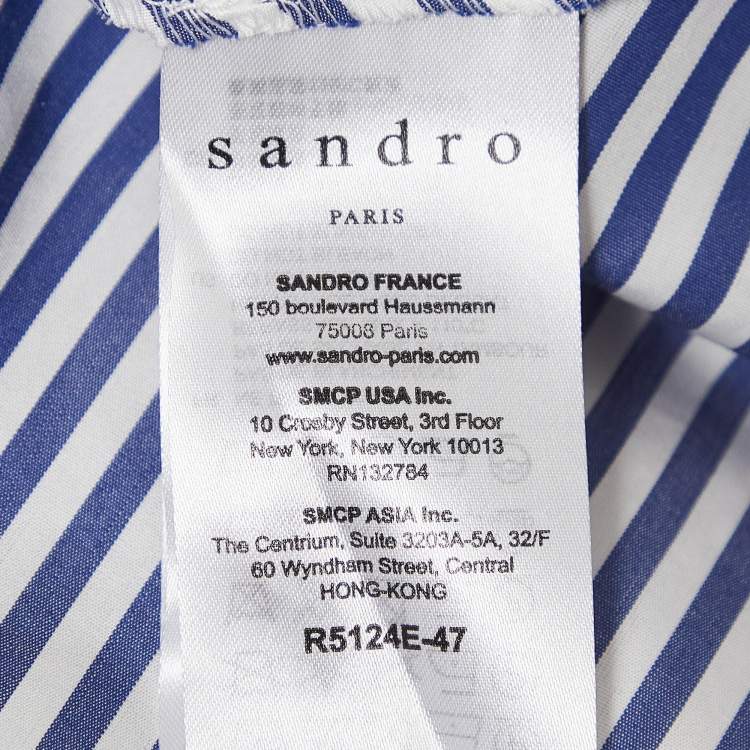 sandro
PARIS
SANDRO FRANCE
150 boulevard Haussmann
75008 Paris
www.sandro-paris.com
SMCP USA Inc.
10 Crosby Street, 3rd Floor
New York, New York 10013
RN132784
SMCP ASIA Inc.
The Centrium, Suite 3203A-5A, 32/F
60 Wyndham Street, Central
HONG-KONG
R5124E-47